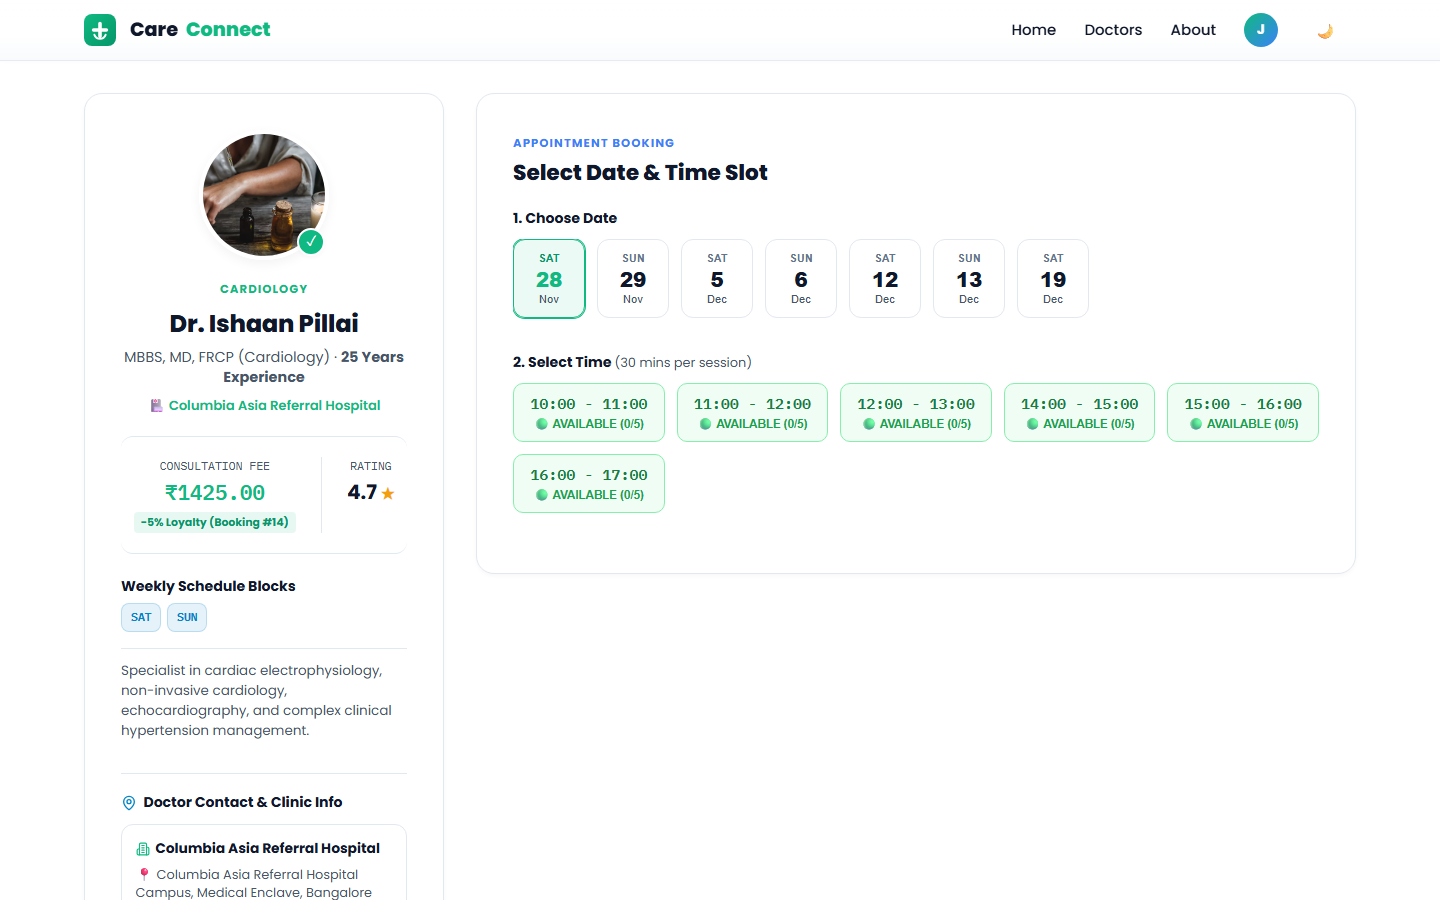 Care Connect
Home
Doctors
About
J
CARDIOLOGY
Dr. Ishaan Pillai
MBBS, MD, FRCP (Cardiology) · 25 Years
Experience
Columbia Asia Referral Hospital
CONSULTATION FEE
₹1425.00
-5% Loyalty (Booking #14)
RATING
4.7 ★
Weekly Schedule Blocks
SAT
SUN
Specialist in cardiac electrophysiology,
non-invasive cardiology,
echocardiography, and complex clinical
hypertension management.
Doctor Contact & Clinic Info
Columbia Asia Referral Hospital
Columbia Asia Referral Hospital
Campus, Medical Enclave, Bangalore
APPOINTMENT BOOKING
Select Date & Time Slot
1. Choose Date
SAT
28
Nov
SUN
29
Nov
SAT
5
Dec
SUN
6
Dec
SAT
12
Dec
SUN
13
Dec
SAT
19
Dec
2. Select Time (30 mins per session)
10:00 - 11:00
AVAILABLE (0/5)
11:00 - 12:00
AVAILABLE (0/5)
12:00 - 13:00
AVAILABLE (0/5)
14:00 - 15:00
AVAILABLE (0/5)
15:00 - 16:00
AVAILABLE (0/5)
16:00 - 17:00
AVAILABLE (0/5)